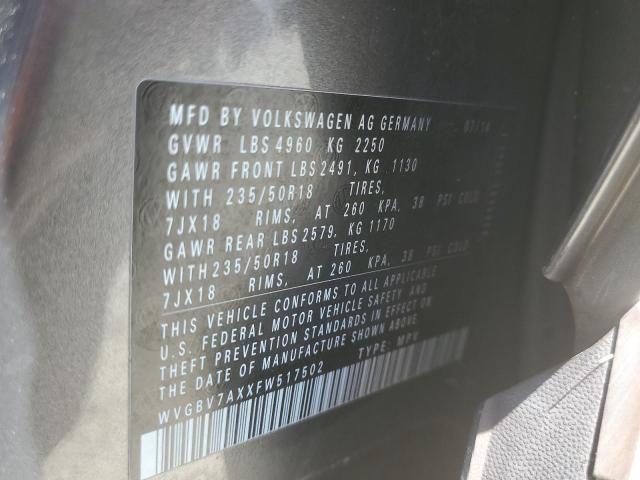 MFD BY VOLKSWAGEN AG GERMANY 07/14
GVWR LBS 4960 KG 2250
GAWR FRONT LBS 2491, KG 1130
WITH 235/50R18 TIRES,
7JX18 RIMS, AT 260 KPA, 38 PSI COLD
GAWR REAR LBS 2579, KG 1170
WITH 235/50R18 TIRES,
7JX18 RIMS, AT 260 KPA, 38 PSI COLD
THIS VEHICLE CONFORMS TO ALL APPLICABLE
U.S. FEDERAL MOTOR VEHICLE SAFETY AND
THEFT PREVENTION STANDARDS IN EFFECT ON
THE DATE OF MANUFACTURE SHOWN ABOVE.
WVGBV7AXXFW517502 TYPE: MPV